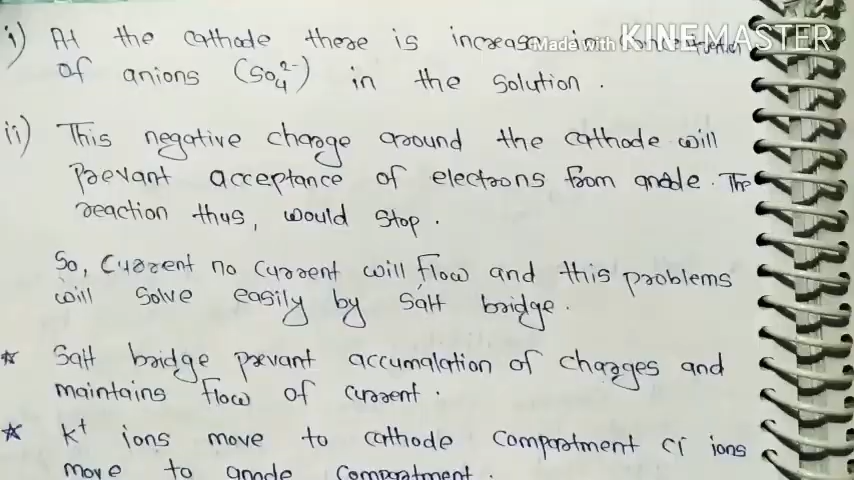 i) At the cathode there is increase in
Made with KINEMASTER
of anions (SO₄²⁻) in the solution.
ii) This negative charge around the cathode will
Prevant acceptance of electrons from anode. The
reaction thus, would stop.
So, Current no current will flow and this problems
will solve easily by salt bridge.
☆ Salt bridge prevant accumalation of charges and
maintains flow of current.
☆ K⁺ ions move to cathode compartment Cl⁻ ions
move to anode compartment.